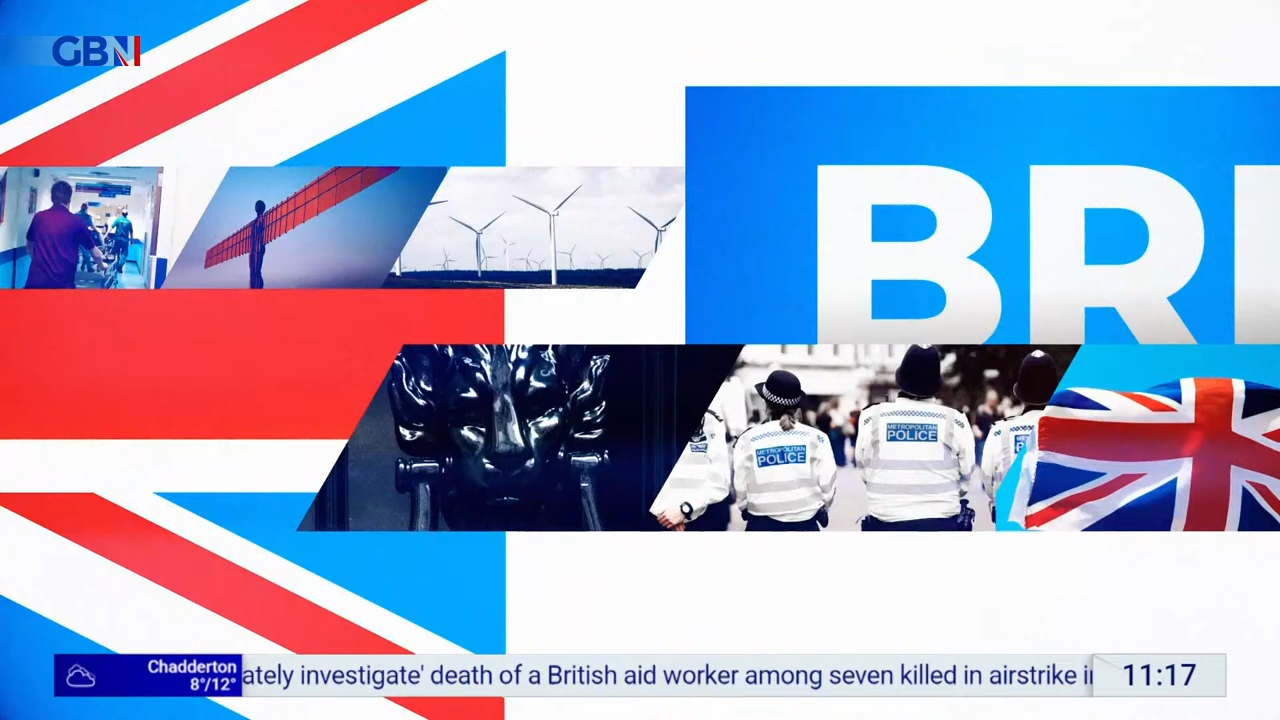 GBN
BRI
METROPOLITAN
POLICE
METROPOLITAN
POLICE
Chadderton
8°/12°
ately investigate' death of a British aid worker among seven killed in airstrike i
11:17